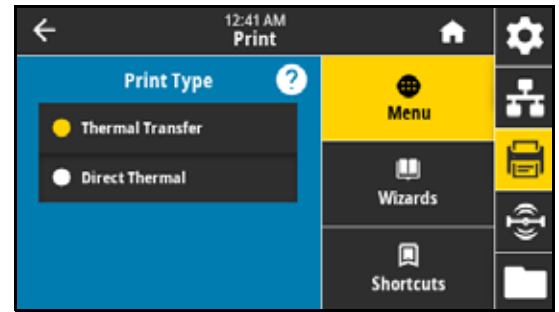 12:41 AM
Print
Print Type
?
Thermal Transfer
Direct Thermal
Menu
Wizards
Shortcuts